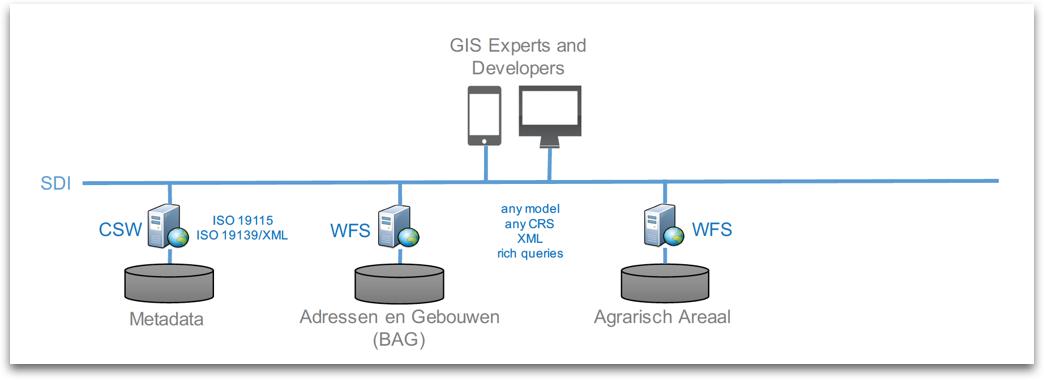 GIS Experts and
Developers
SDI
CSW
ISO 19115
ISO 19139/XML
WFS
any model
any CRS
XML
rich queries
WFS
Metadata
Adressen en Gebouwen
(BAG)
Agrarisch Areaal